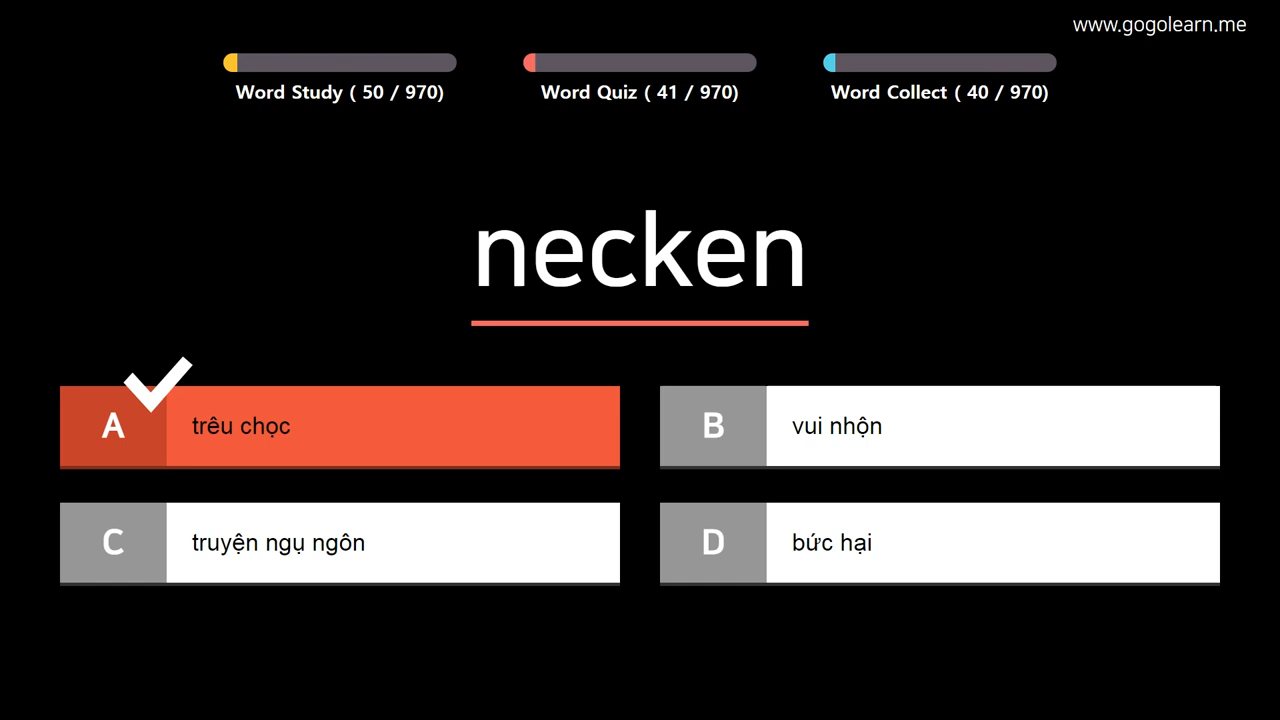 www.gogolearn.me
Word Study ( 50 / 970)
Word Quiz ( 41 / 970)
Word Collect ( 40 / 970)
necken
A
trêu chọc
B
vui nhộn
C
truyện ngụ ngôn
D
bức hại